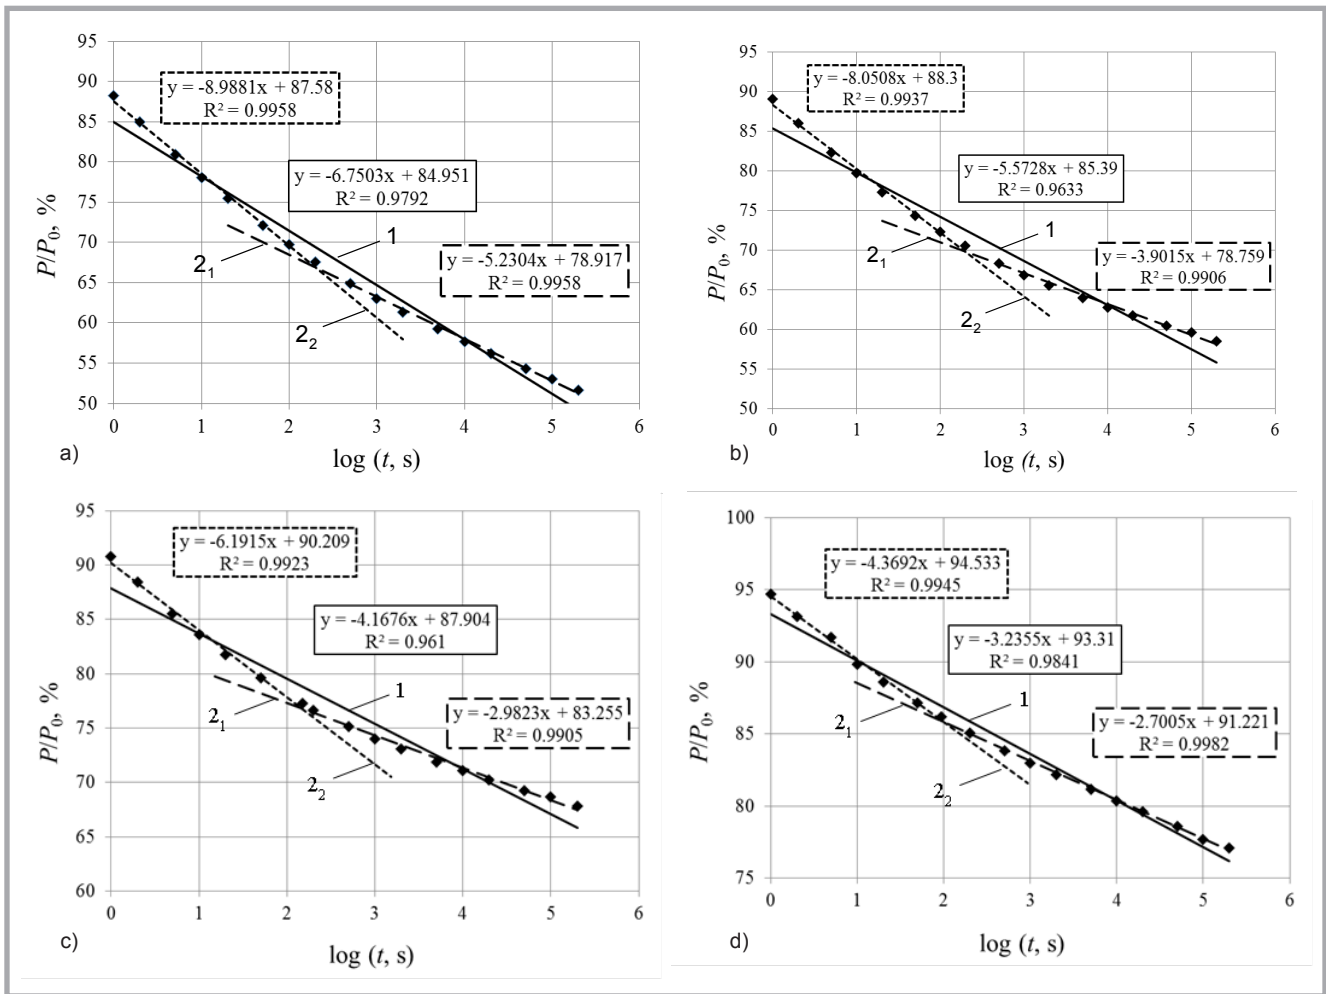 95
90
85
80
75
70
65
60
55
50
0 1 2 3 4 5 6
P/P₀, %
log (t, s)
y = -8.9881x + 87.58
R² = 0.9958
y = -6.7503x + 84.951
R² = 0.9792
y = -5.2304x + 78.917
R² = 0.9958
1
2₁
2₂
a)
95
90
85
80
75
70
65
60
55
50
0 1 2 3 4 5 6
P/P₀, %
log (t, s)
y = -8.0508x + 88.3
R² = 0.9937
y = -5.5728x + 85.39
R² = 0.9633
y = -3.9015x + 78.759
R² = 0.9906
1
2₁
2₂
b)
95
90
85
80
75
70
65
60
0 1 2 3 4 5 6
P/P₀, %
log (t, s)
y = -6.1915x + 90.209
R² = 0.9923
y = -4.1676x + 87.904
R² = 0.961
y = -2.9823x + 83.255
R² = 0.9905
1
2₁
2₂
c)
100
95
90
85
80
75
0 1 2 3 4 5 6
P/P₀, %
log (t, s)
y = -4.3692x + 94.533
R² = 0.9945
y = -3.2355x + 93.31
R² = 0.9841
y = -2.7005x + 91.221
R² = 0.9982
1
2₁
2₂
d)